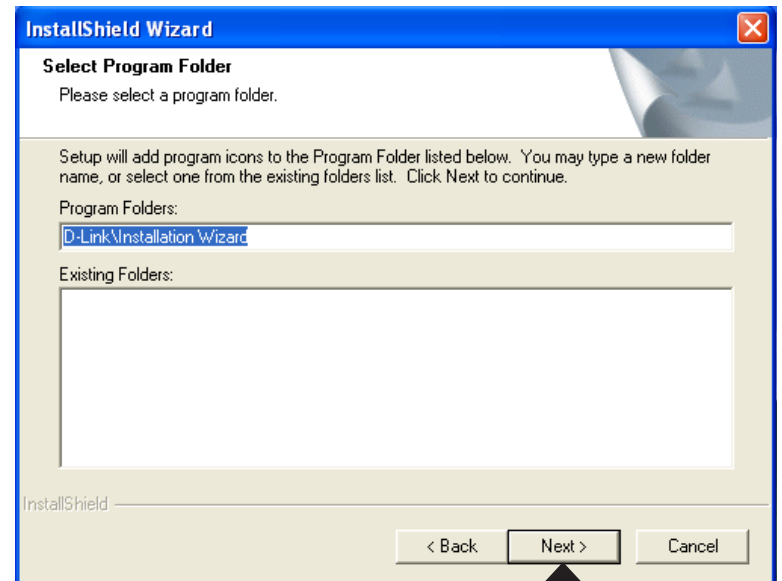 InstallShield Wizard
Select Program Folder
Please select a program folder.
Setup will add program icons to the Program Folder listed below.  You may type a new folder
name, or select one from the existing folders list.  Click Next to continue.
Program Folders:
D-Link\Installation Wizard
Existing Folders:
InstallShield
< Back
Next >
Cancel